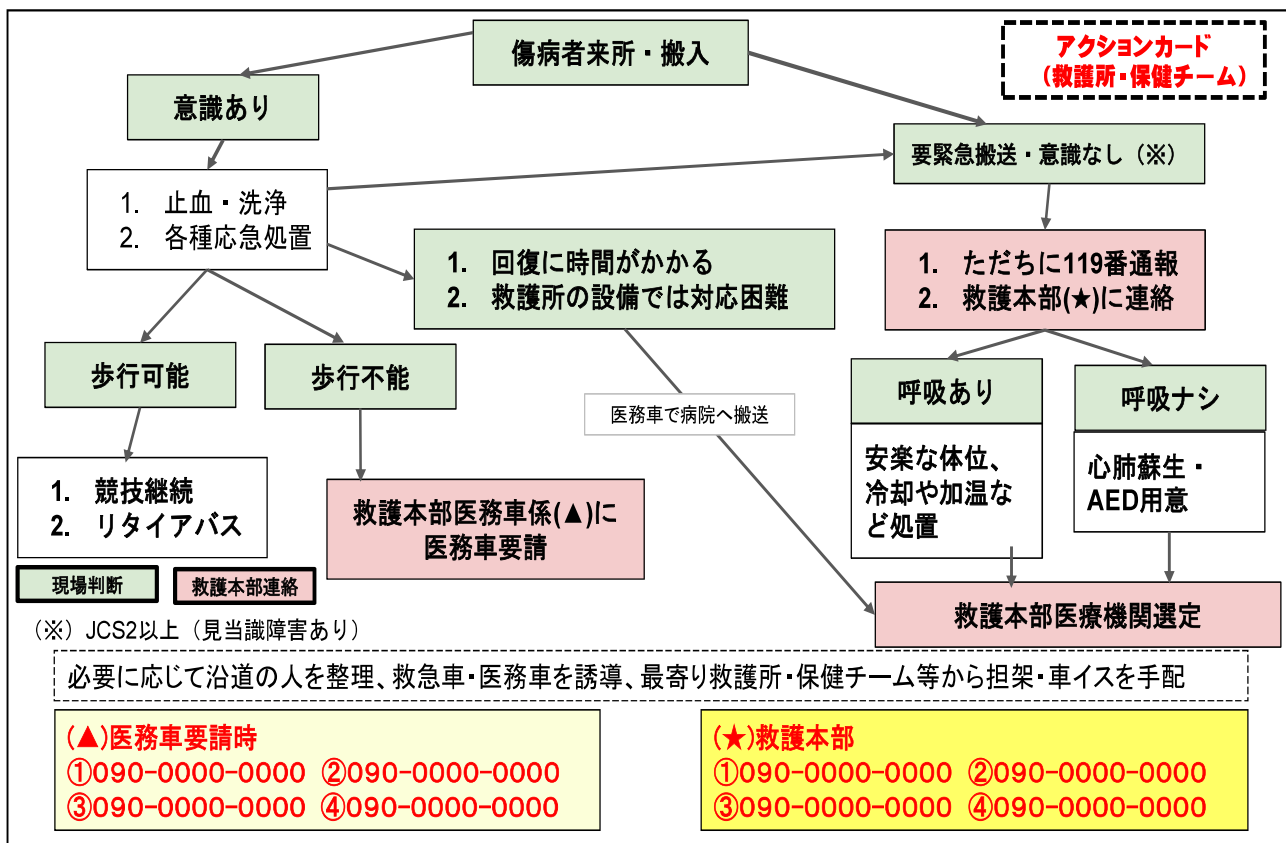 傷病者来所・搬入
アクションカード
(救護所・保健チーム)
意識あり
要緊急搬送・意識なし（※）
1. 止血・洗浄
2. 各種応急処置
1. 回復に時間がかかる
2. 救護所の設備では対応困難
1. ただちに119番通報
2. 救護本部(★)に連絡
歩行可能
歩行不能
医務車で病院へ搬送
呼吸あり
呼吸ナシ
安楽な体位、
冷却や加温な
ど処置
心肺蘇生・
AED用意
1. 競技継続
2. リタイアバス
救護本部医務車係(▲)に
医務車要請
現場判断
救護本部連絡
救護本部医療機関選定
（※）JCS2以上（見当識障害あり）
必要に応じて沿道の人を整理、救急車・医務車を誘導、最寄り救護所・保健チーム等から担架・車イスを手配
(▲)医務車要請時
①090-0000-0000 ②090-0000-0000
③090-0000-0000 ④090-0000-0000
(★)救護本部
①090-0000-0000 ②090-0000-0000
③090-0000-0000 ④090-0000-0000